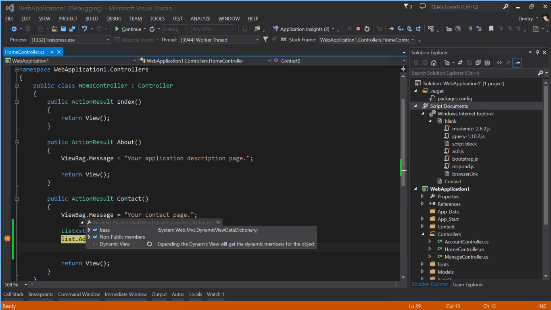 WebApplication1 (Debugging) - Microsoft Visual Studio
Quick Launch (Ctrl+Q)
FILE EDIT VIEW PROJECT BUILD DEBUG TEAM TOOLS TEST ANALYZE WINDOW HELP
Continue
Debug
Application Insights
Process: [1132] iisexpress.exe
Lifecycle Events
Thread: [3944] Worker Thread
Stack Frame: WebApplication1.Controllers.HomeCont
HomeController.cs
WebApplication1
WebApplication1.Controllers.HomeController
Contact()
namespace WebApplication1.Controllers
{
public class HomeController : Controller
{
public ActionResult Index()
{
return View();
}
public ActionResult About()
{
ViewBag.Message = "Your application description page.";
return View();
}
public ActionResult Contact()
{
ViewBag.Message = "Your contact page.";
base
{System.Web.Mvc.DynamicViewDataDictionary}
Non-Public members
Dynamic View
Expanding the Dynamic View will get the dynamic members for the object
return View();
}
}
100 %
Call Stack Breakpoints Command Window Immediate Window Output Autos Locals Watch 1
Ready
Ln 29
Col 13
Ch 13
INS
Solution Explorer
Search Solution Explorer (Ctrl+;)
Solution 'WebApplication1' (1 project)
.nuget
packages.config
Script Documents
Windows Internet Explorer
blank
modernizr-2.6.2.js
jquery-1.10.2.js
script block
ai.0.js
bootstrap.js
respond.js
browserLink
Contact
WebApplication1
Properties
References
App_Data
App_Start
Content
Controllers
AccountController.cs
HomeController.cs
ManageController.cs
fonts
Models
Solution Explorer
Team Explorer